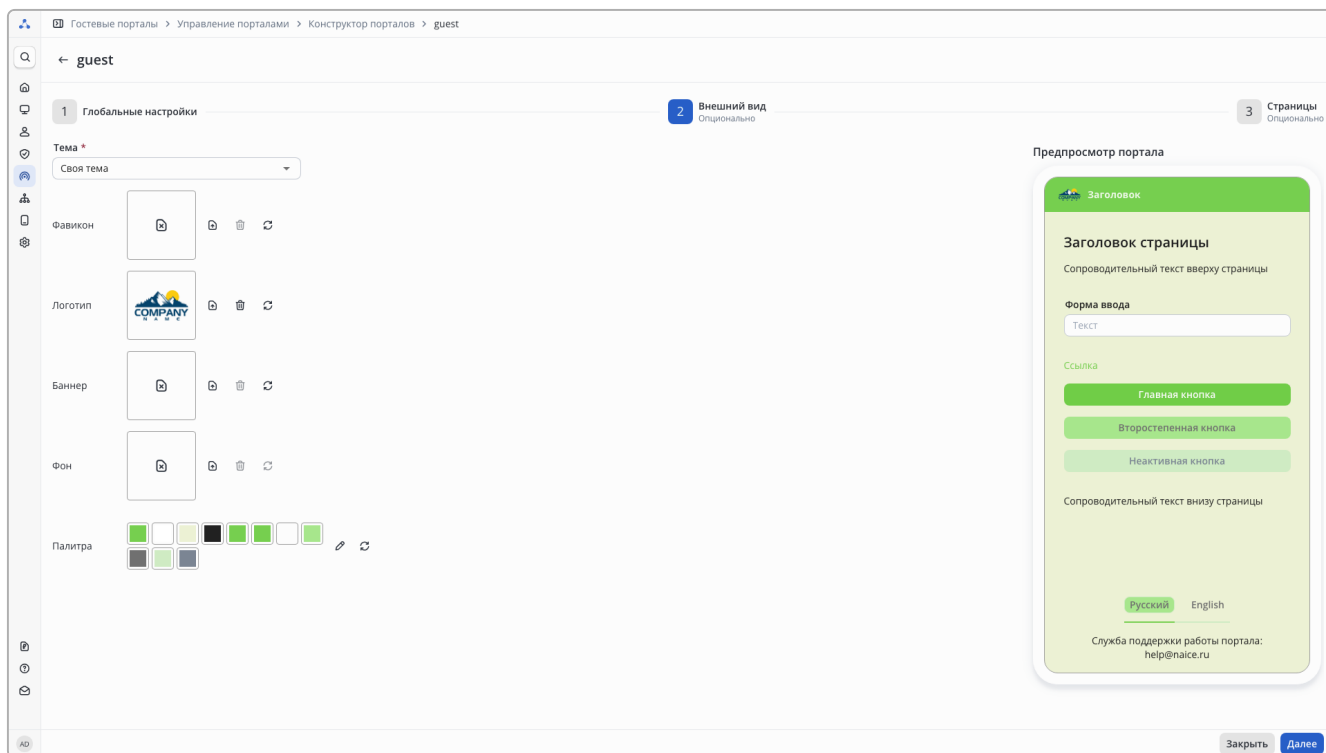 Гостевые порталы > Управление порталами > Конструктор порталов > guest
← guest
1 Глобальные настройки
2 Внешний вид
Опционально
3 Страницы
Опционально
Тема *
Своя тема
Фавикон
Логотип
COMPANY
NAME
Баннер
Фон
Палитра
Предпросмотр портала
Заголовок
Заголовок страницы
Сопроводительный текст вверху страницы
Форма ввода
Текст
Ссылка
Главная кнопка
Второстепенная кнопка
Неактивная кнопка
Сопроводительный текст внизу страницы
Русский English
Служба поддержки работы портала:
help@naice.ru
AD
Закрыть Далее